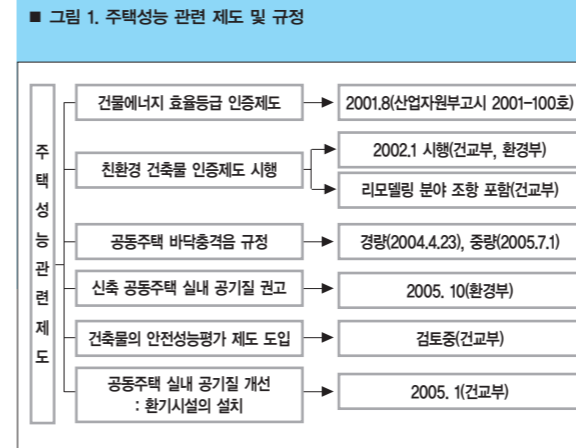 ■ 그림 1. 주택성능 관련 제도 및 규정
주택성능관련제도
건물에너지 효율등급 인증제도
2001.8(산업자원부고시 2001-100호)
친환경 건축물 인증제도 시행
2002.1 시행(건교부, 환경부)
리모델링 분야 조항 포함(건교부)
공동주택 바닥충격음 규정
경량(2004.4.23), 중량(2005.7.1)
신축 공동주택 실내 공기질 권고
2005. 10(환경부)
건축물의 안전성능평가 제도 도입
검토중(건교부)
공동주택 실내 공기질 개선
: 환기시설의 설치
2005. 1(건교부)